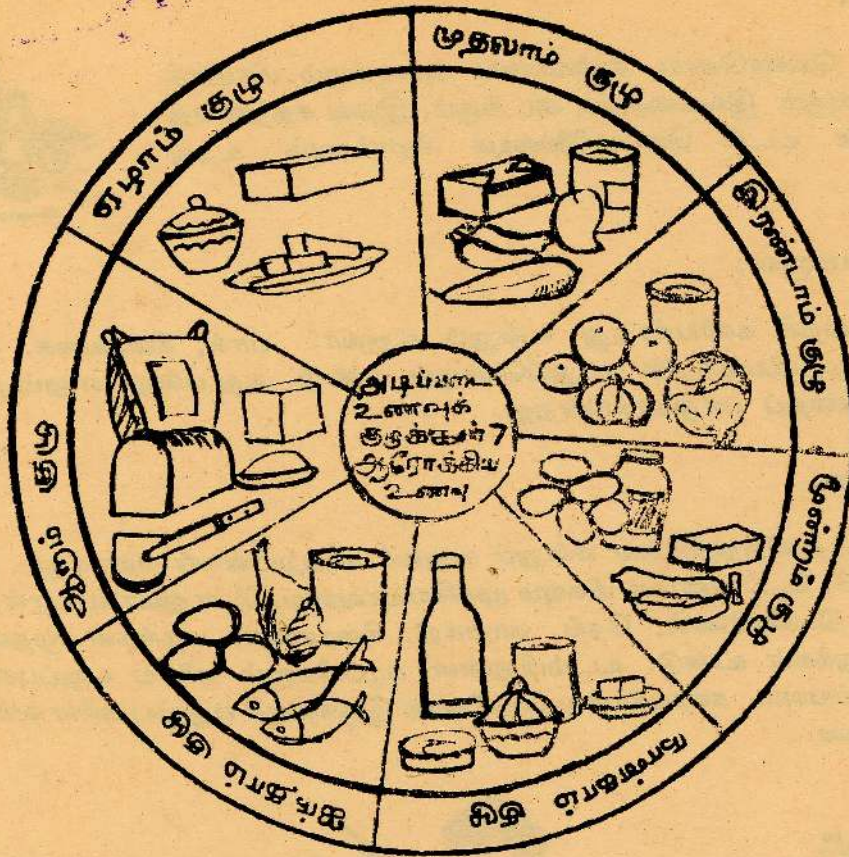 அடிப்படை
உணவுக்
குழுக்கள் 7
ஆரோக்கிய
உணவு
முதலாம் குழு
இரண்டாம் குழு
மூன்றாம் குழு
நான்காம் குழு
ஐந்தாம் குழு
ஆறாம் குழு
ஏழாம் குழு